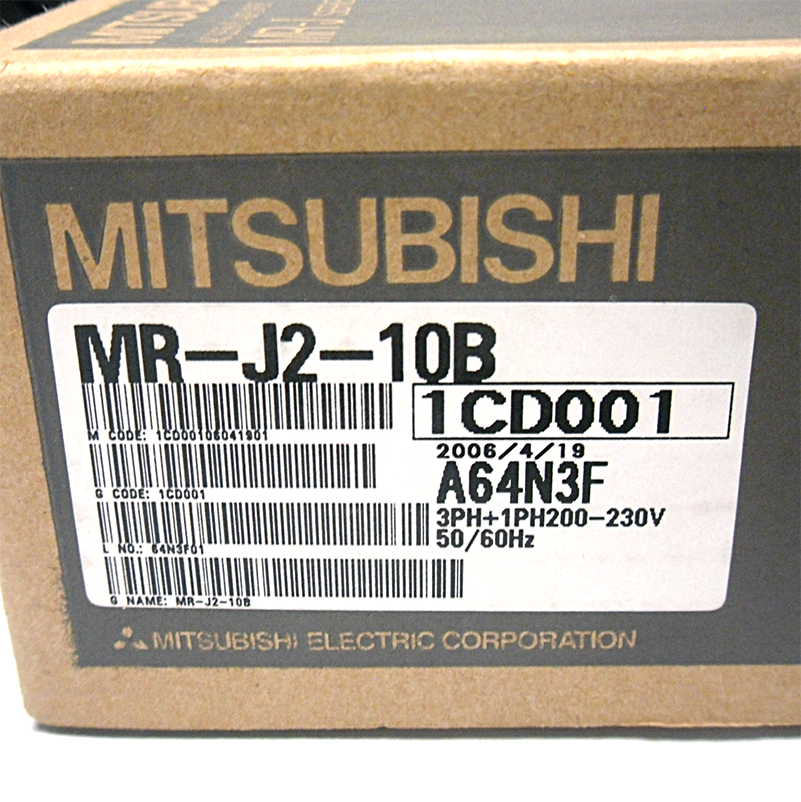 MITSUBISHI
MITSUBISHI
MR-J2-10B
1CD001
M CODE: 1CD00106041901
2006/4/19
A64N3F
G CODE: 1CD001
3PH+1PH200-230V
50/60Hz
L NO.: 64N3F01
G NAME: MR-J2-10B
MITSUBISHI ELECTRIC CORPORATION